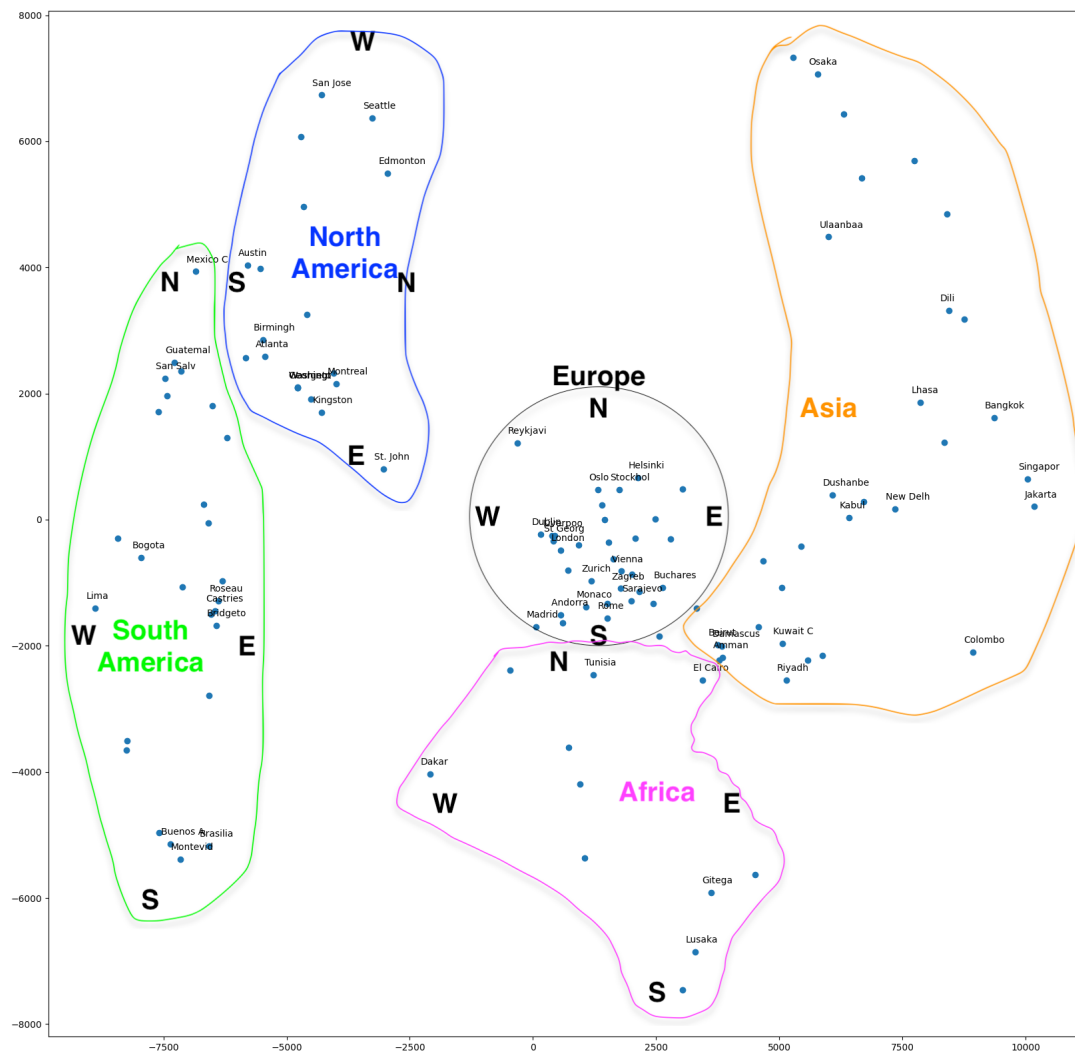 8000
6000
4000
2000
0
−2000
−4000
−6000
−8000
−7500
−5000
−2500
0
2500
5000
7500
10000
W
San Jose
Seattle
Edmonton
North
America
N
S
Austin
Birmingh
Atlanta
Montreal
Kingston
E
St. John
Mexico C
N
Guatemal
San Salv
Bogota
Lima
Roseau
Castries
Bridgeto
W
South
America
E
Buenos A
Brasilia
Montevid
S
Europe
N
Reykjavi
Helsinki
Oslo
Stockhol
W
E
Dublin
Liverpoo
St Georg
London
Vienna
Zurich
Zagreb
Buchares
Sarajevo
Monaco
Andorra
Rome
Madrid
S
N
Tunisia
El Cairo
Dakar
W
Africa
E
Gitega
Lusaka
S
Osaka
Ulaanbaa
Dili
Asia
Lhasa
Bangkok
Singapor
Jakarta
Dushanbe
Kabul
New Delh
Beirut
Damascus
Amman
Kuwait C
Riyadh
Colombo